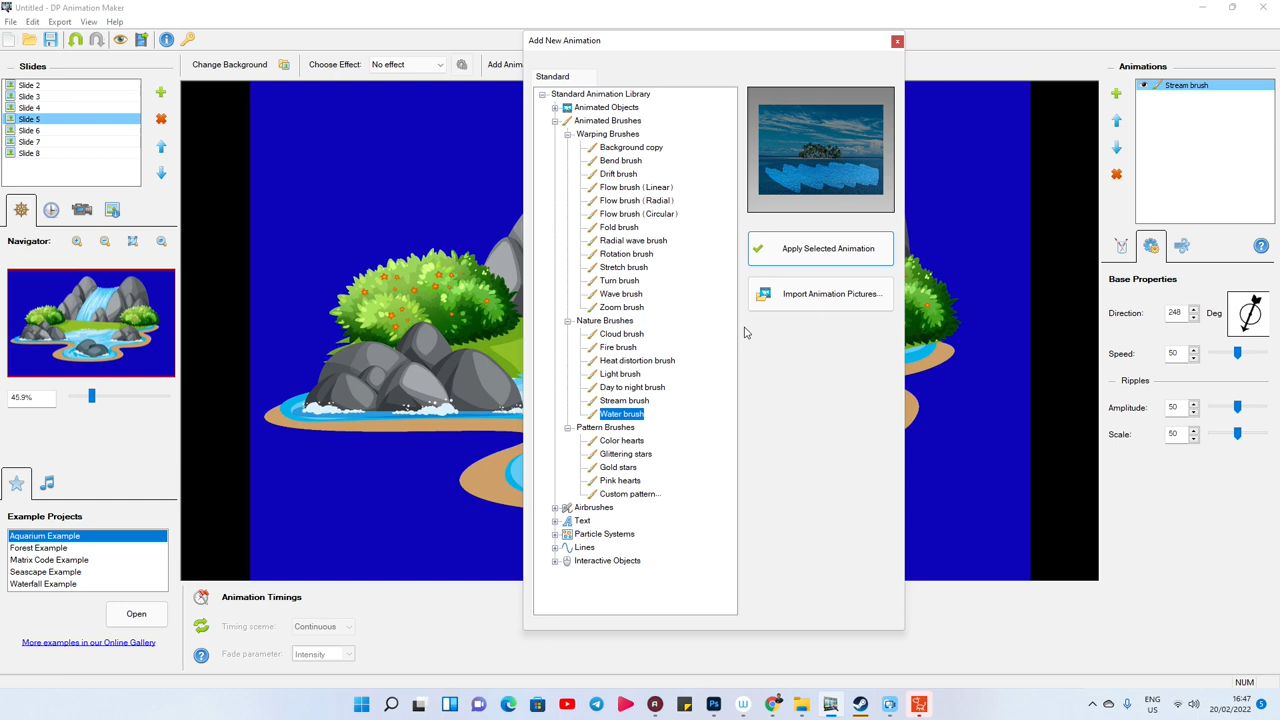 Untitled - DP Animation Maker
File Edit Export View Help
Slides
Slide 2
Slide 3
Slide 4
Slide 5
Slide 6
Slide 7
Slide 8
Navigator:
45.9%
Example Projects
Aquarium Example
Forest Example
Matrix Code Example
Seascape Example
Waterfall Example
Open
More examples in our Online Gallery
Change Background
Choose Effect:
No effect
Add Anim
Add New Animation
x
Standard
Standard Animation Library
Animated Objects
Animated Brushes
Warping Brushes
Background copy
Bend brush
Drift brush
Flow brush (Linear)
Flow brush (Radial)
Flow brush (Circular)
Fold brush
Radial wave brush
Rotation brush
Stretch brush
Turn brush
Wave brush
Zoom brush
Nature Brushes
Cloud brush
Fire brush
Heat distortion brush
Light brush
Day to night brush
Stream brush
Water brush
Pattern Brushes
Color hearts
Glittering stars
Gold stars
Pink hearts
Custom pattern...
Airbrushes
Text
Particle Systems
Lines
Interactive Objects
Apply Selected Animation
Import Animation Pictures...
Animations
Stream brush
Base Properties
Direction: 248 Deg
Speed: 50
Ripples
Amplitude: 50
Scale: 50
Animation Timings
Timing sceme: Continuous
Fade parameter: Intensity
NUM
ENG
US
16:47
20/02/2022